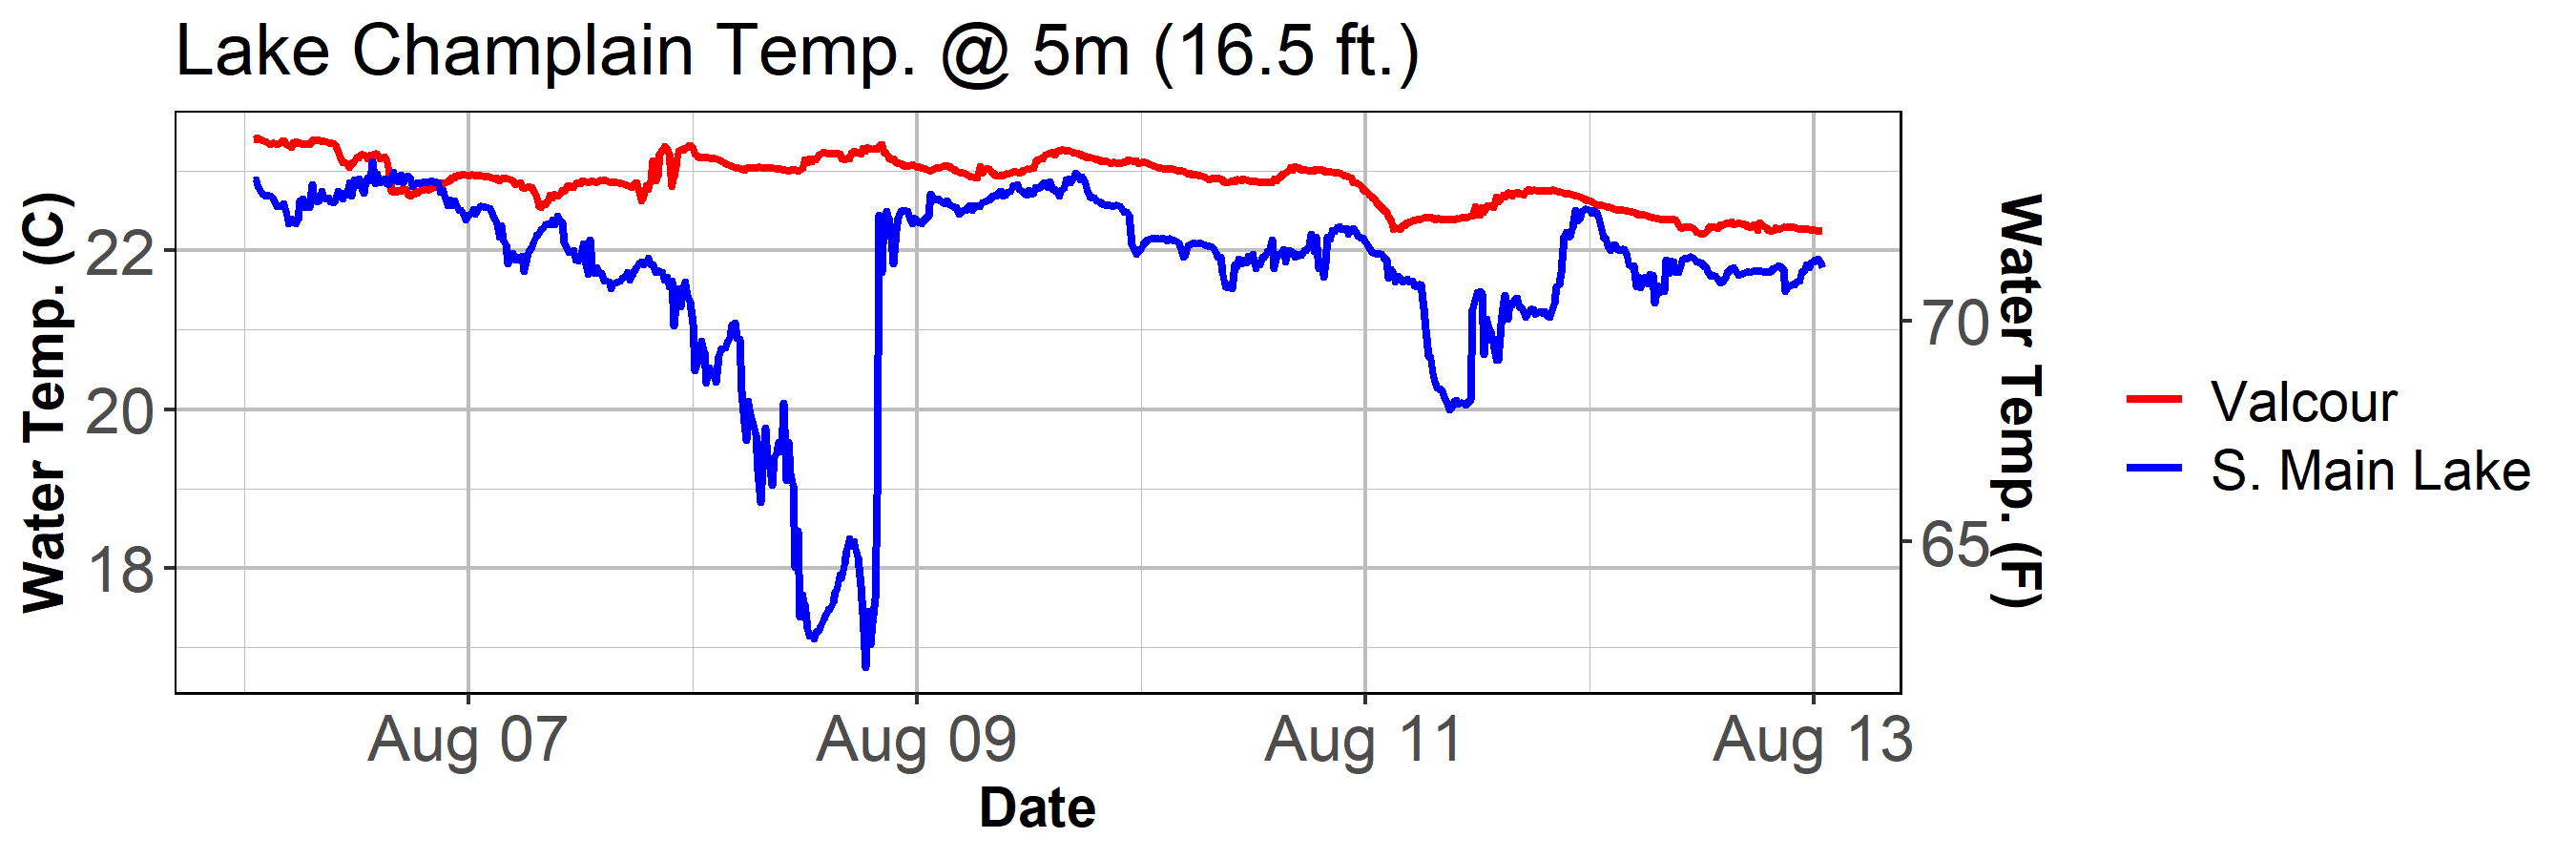 Lake Champlain Temp. @ 5m (16.5 ft.)
Water Temp. (C)
22
20
18
70
65
Water Temp. (F)
Valcour
S. Main Lake
Aug 07
Aug 09
Aug 11
Aug 13
Date